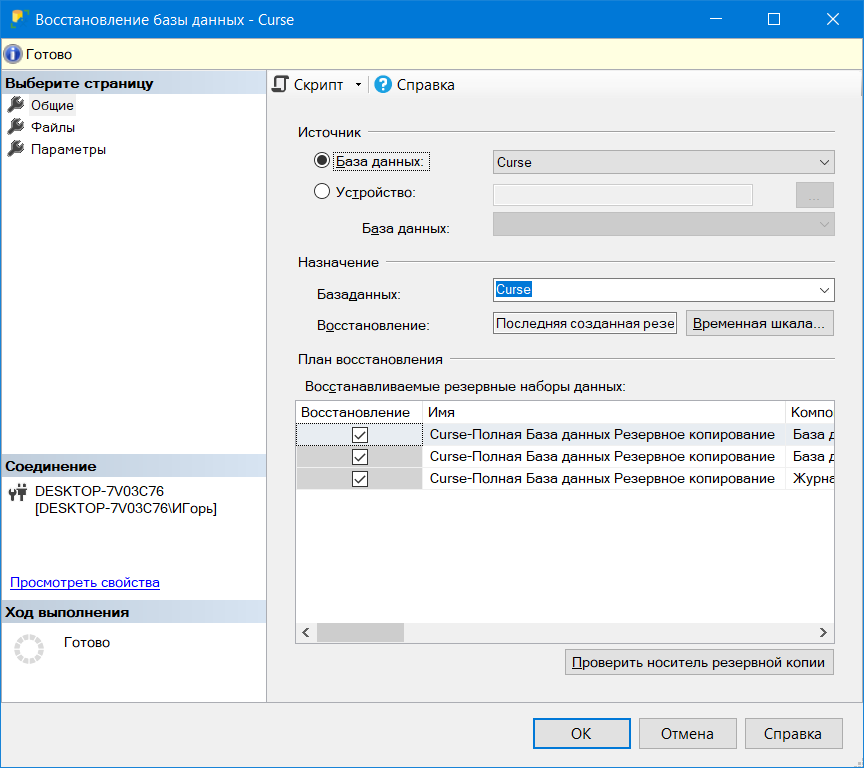 Восстановление базы данных - Curse
Готово
Выберите страницу
Общие
Файлы
Параметры
Скрипт
Справка
Источник
База данных:
Curse
Устройство:
...
База данных:
Назначение
Базаданных:
Curse
Восстановление:
Последняя созданная резе
Временная шкала...
План восстановления
Восстанавливаемые резервные наборы данных:
Восстановление Имя Компо
Curse-Полная База данных Резервное копирование База д
Curse-Полная База данных Резервное копирование База д
Curse-Полная База данных Резервное копирование Журна
Проверить носитель резервной копии
Соединение
DESKTOP-7V03C76
[DESKTOP-7V03C76\ИГорь]
Просмотреть свойства
Ход выполнения
Готово
ОК
Отмена
Справка